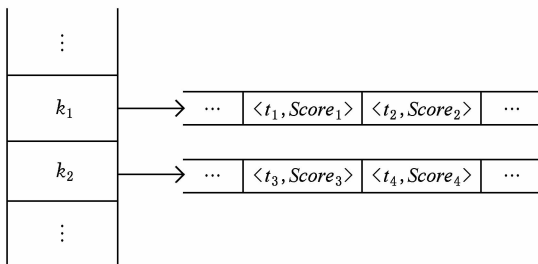 ⋮
k₁ ⋯ <t₁, Score₁> <t₂, Score₂> ⋯
k₂ ⋯ <t₃, Score₃> <t₄, Score₄> ⋯
⋮